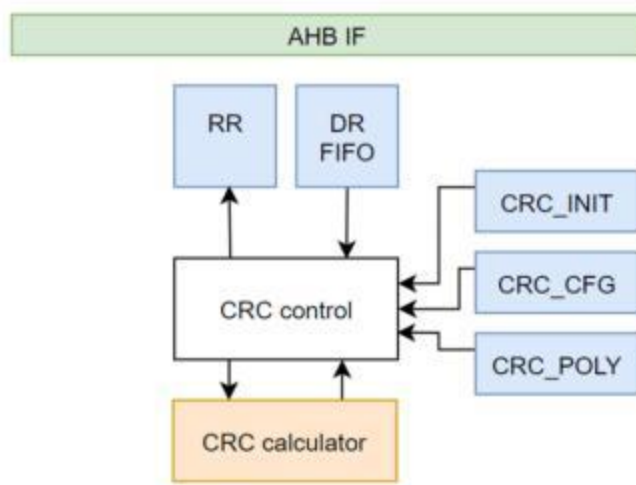 AHB IF
RR
DR
FIFO
CRC_INIT
CRC_CFG
CRC control
CRC_POLY
CRC calculator